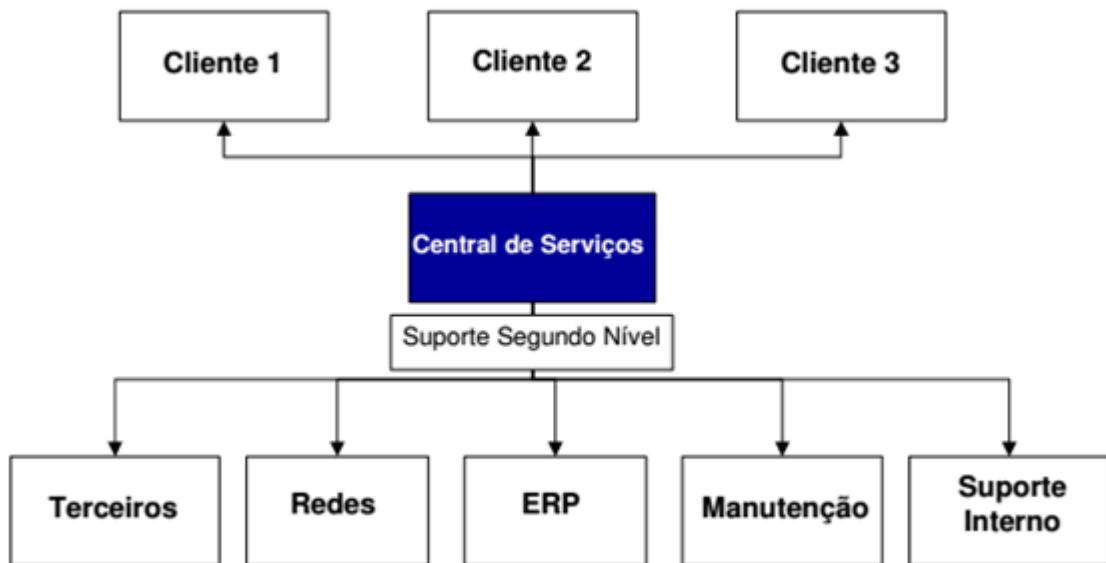 Cliente 1
Cliente 2
Cliente 3
Central de Serviços
Suporte Segundo Nível
Terceiros
Redes
ERP
Manutenção
Suporte
Interno